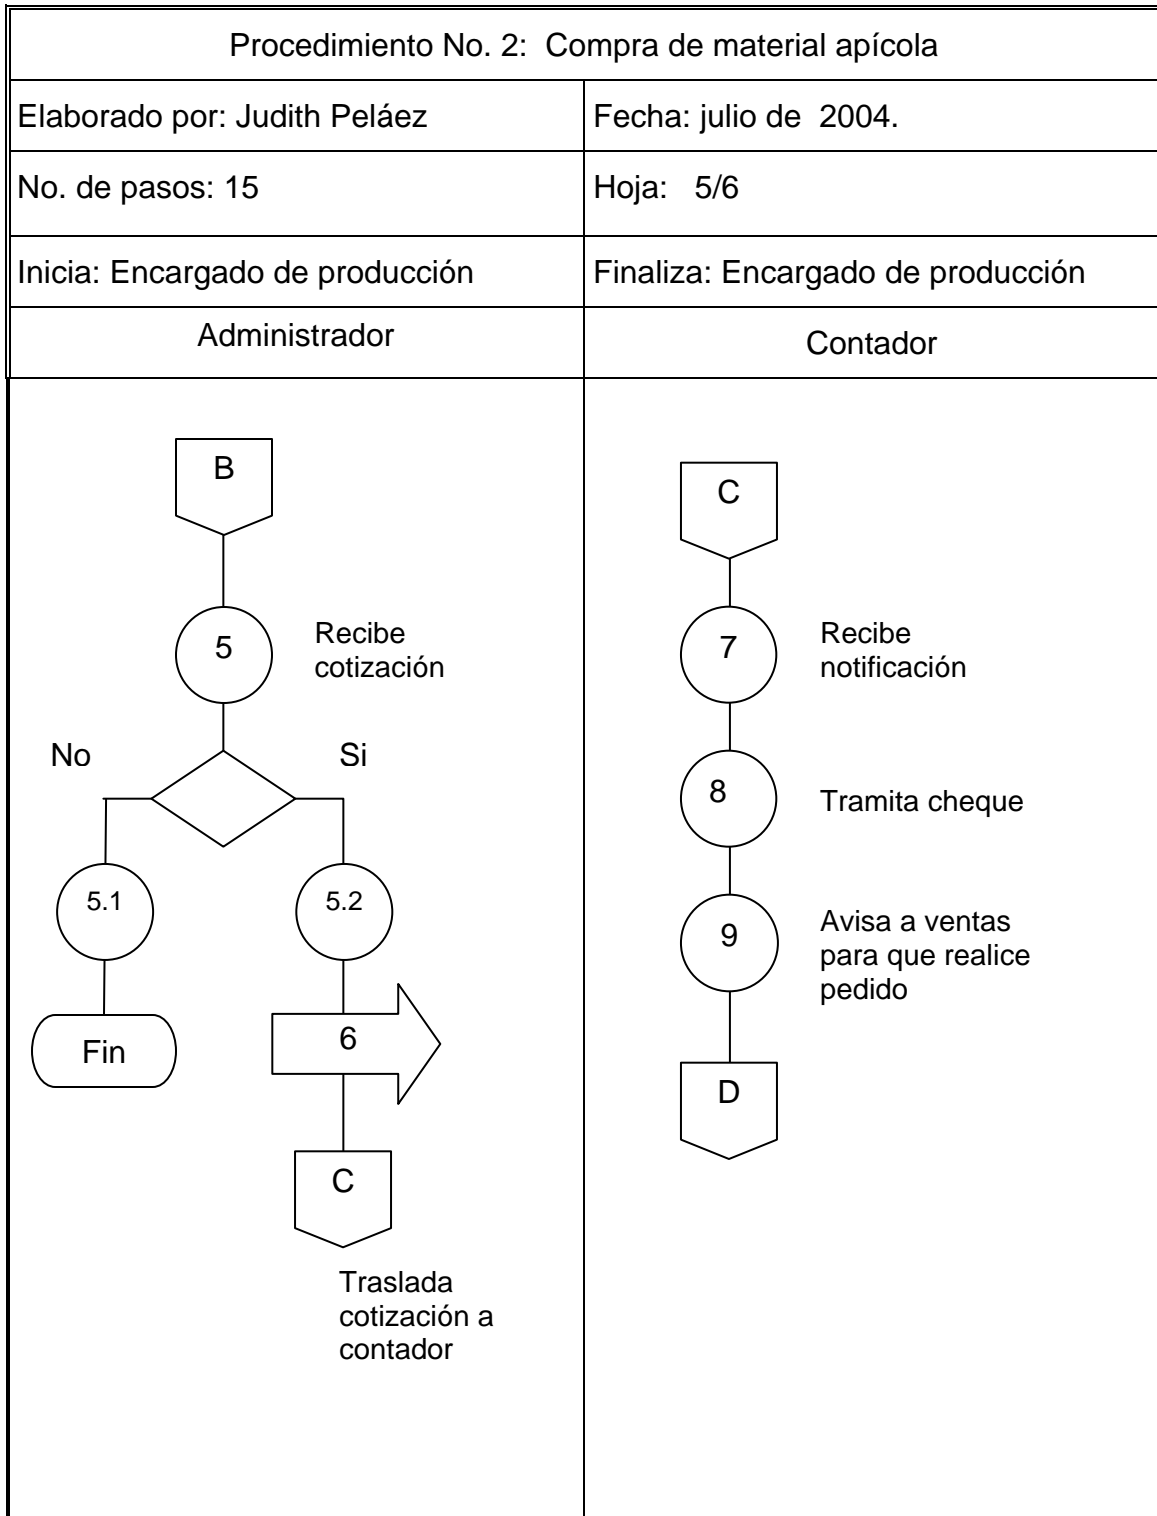 Procedimiento No. 2:  Compra de material apícola
Elaborado por: Judith Peláez
Fecha: julio de  2004.
No. de pasos: 15
Hoja:   5/6
Inicia: Encargado de producción
Finaliza: Encargado de producción
Administrador
Contador
B
5
Recibe
cotización
No
Si
5.1
5.2
Fin
6
C
Traslada
cotización a
contador
C
7
Recibe
notificación
8
Tramita cheque
9
Avisa a ventas
para que realice
pedido
D